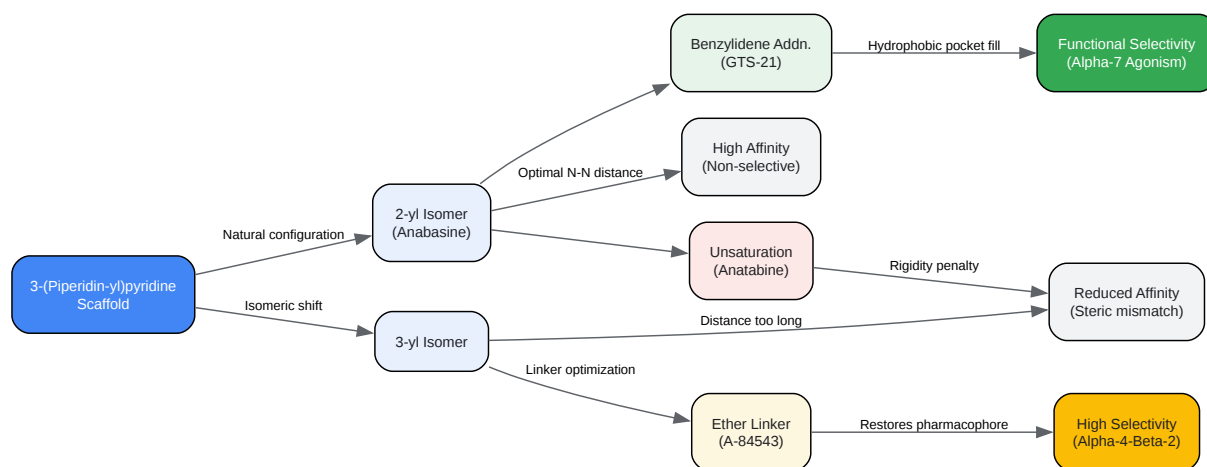 Benzylidene Addn.
(GTS-21)
Hydrophobic pocket fill
Functional Selectivity
(Alpha-7 Agonism)
High Affinity
(Non-selective)
Optimal N-N distance
2-yl Isomer
(Anabasine)
Natural configuration
Unsaturation
(Anatabine)
Rigidity penalty
3-(Piperidin-yl)pyridine
Scaffold
Isomeric shift
3-yl Isomer
Distance too long
Reduced Affinity
(Steric mismatch)
Linker optimization
Ether Linker
(A-84543)
Restores pharmacophore
High Selectivity
(Alpha-4-Beta-2)